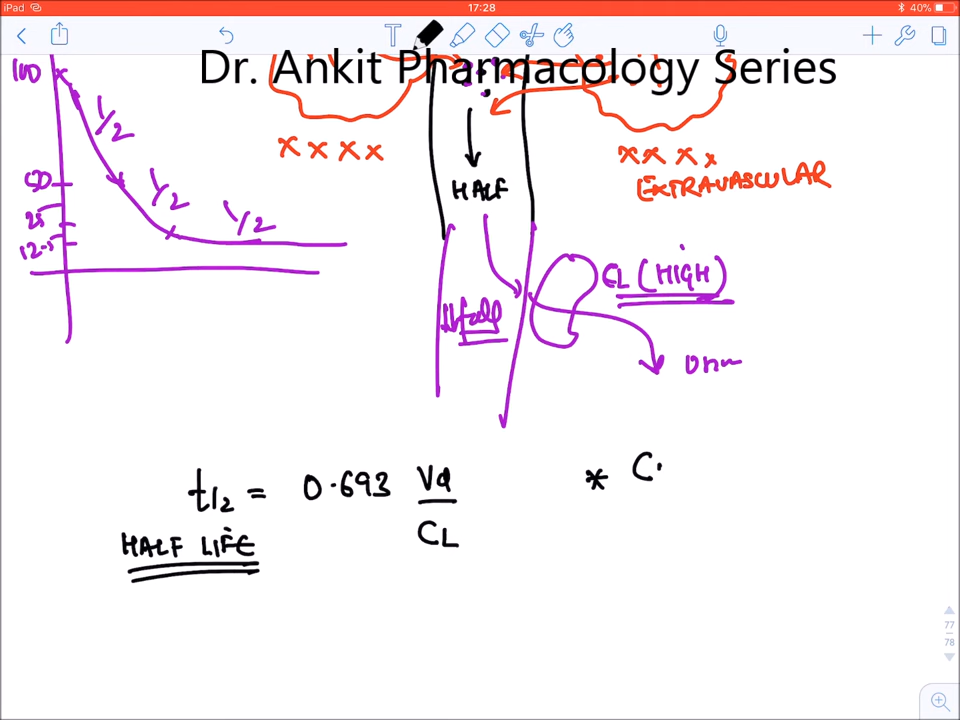 iPad 17:28 40%
T
Dr. Ankit Pharmacology Series
100
1/2
x x x x
x x x x
EXTRAVASCULAR
HALF
50
1/2
25
1/2
12.5
CL (HIGH)
t1/2 = 0.693 Vd
CL
* C
HALF LIFE
77
78